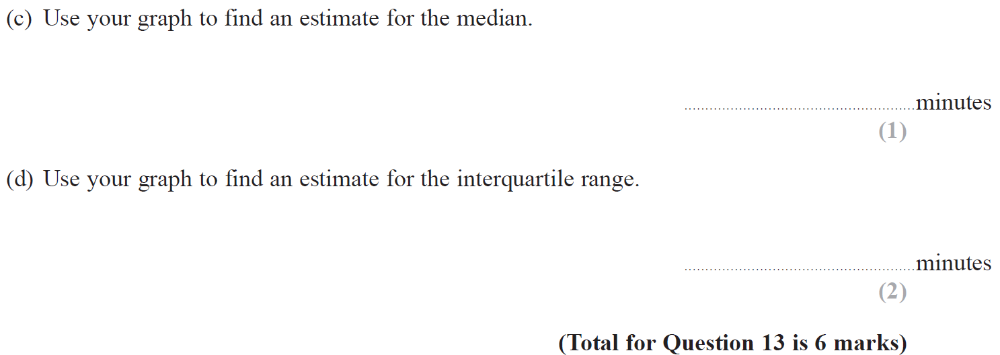 (c) Use your graph to find an estimate for the median.
........................................................minutes
(1)
(d) Use your graph to find an estimate for the interquartile range.
........................................................minutes
(2)
(Total for Question 13 is 6 marks)